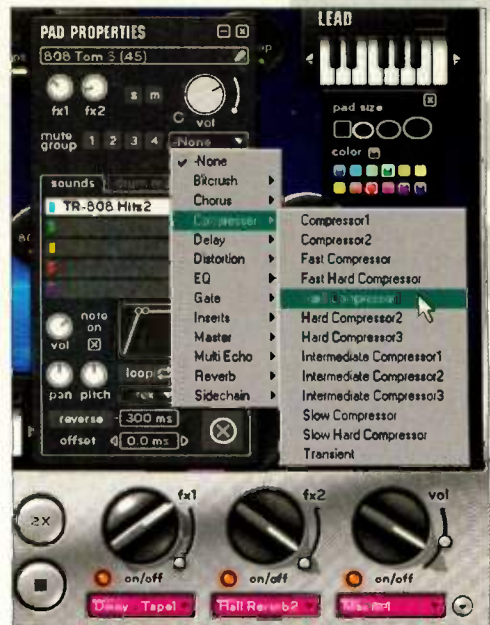 PAD PROPERTIES
808 Tom 3 (45)
fx1 fx2
s m
vol
mute group 1 2 3 4 -None
sounds
TR-808 Hits2
-None
Bitcrush
Chorus
Compressor
Delay
Distortion
EQ
Gate
Inserts
Master
Multi Echo
Reverb
Sidechain
Compressor1
Compressor2
Fast Compressor
Fast Hard Compressor
Hard Compressor1
Hard Compressor2
Hard Compressor3
Intermediate Compressor1
Intermediate Compressor2
Intermediate Compressor3
Slow Compressor
Slow Hard Compressor
Transient
note on
vol
loop
pan pitch
reverse 300 ms
offset 0.0 ms
LEAD
pad size
color
2X
fx1 fx2 vol
on/off on/off on/off
Delay - Tape1 Hall Reverb2